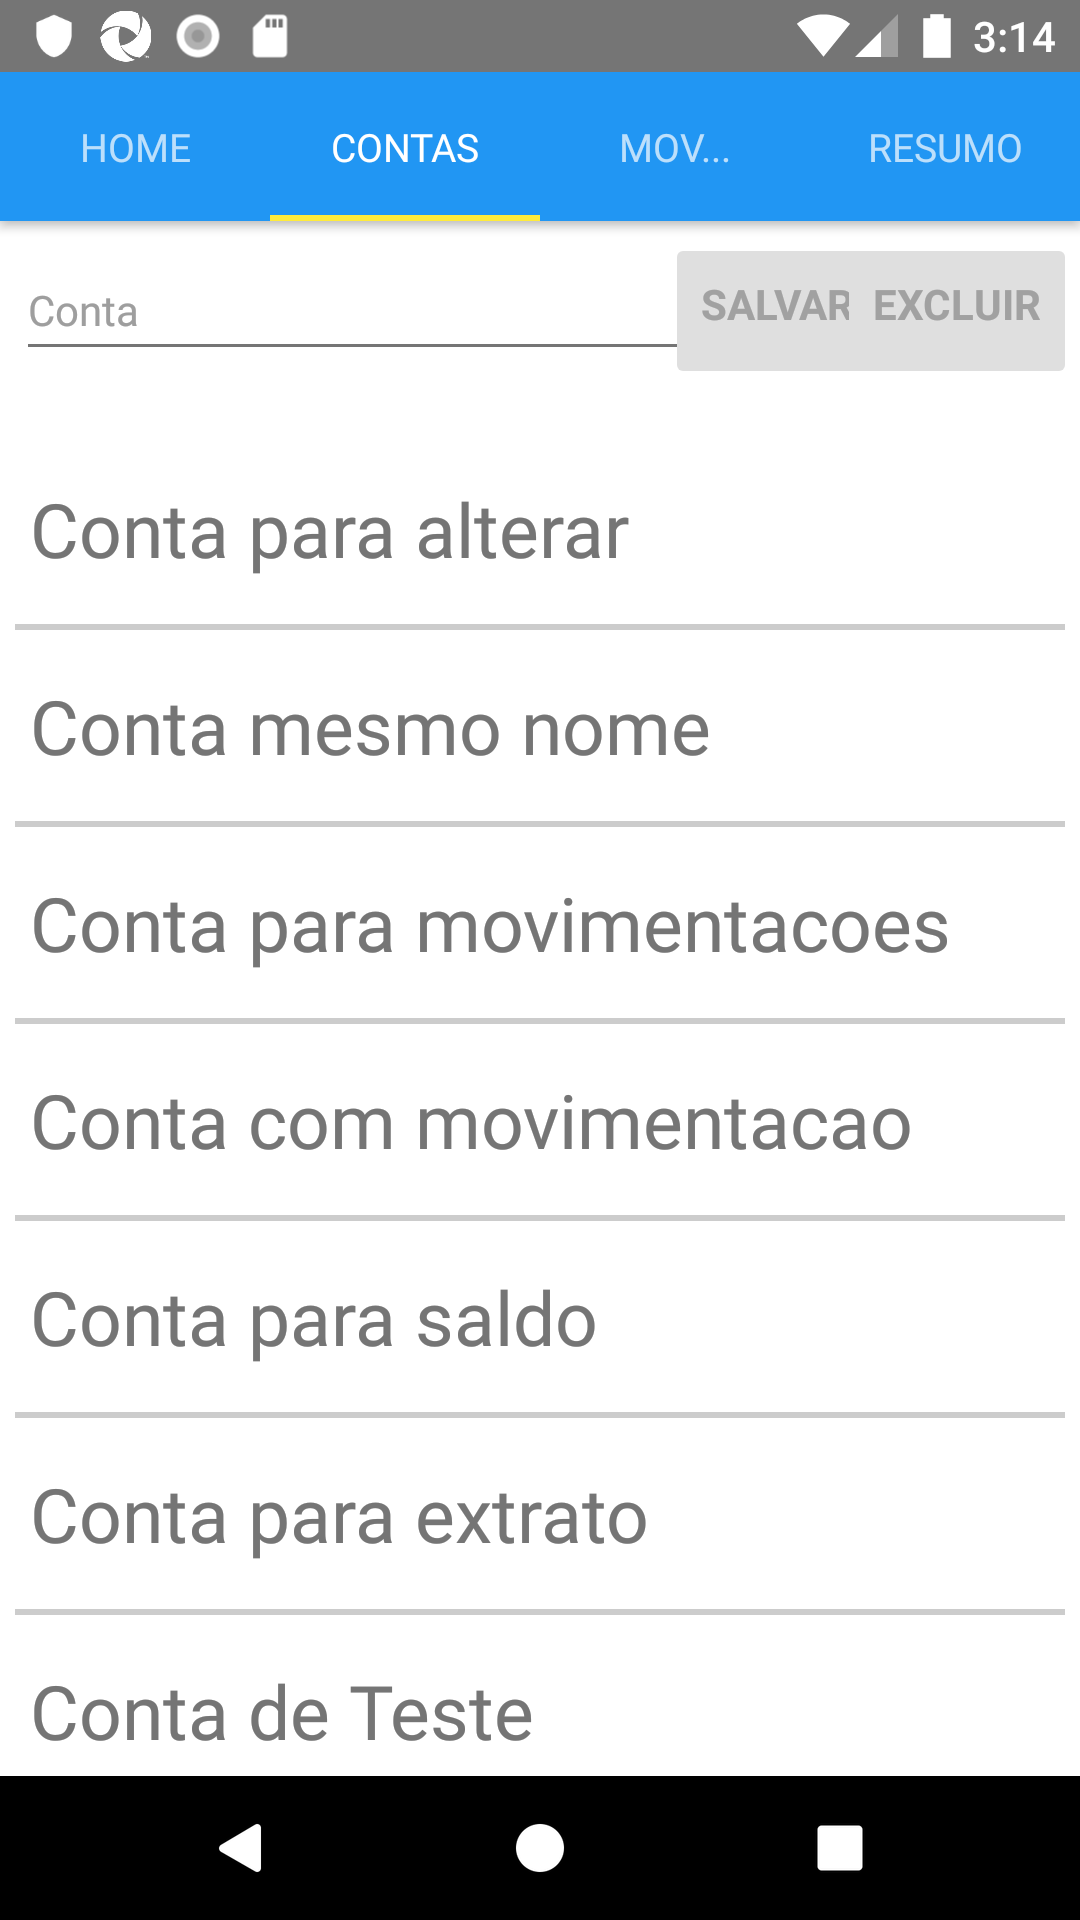 3:14
HOME CONTAS MOV... RESUMO
Conta SALVAR EXCLUIR
Conta para alterar
Conta mesmo nome
Conta para movimentacoes
Conta com movimentacao
Conta para saldo
Conta para extrato
Conta de Teste